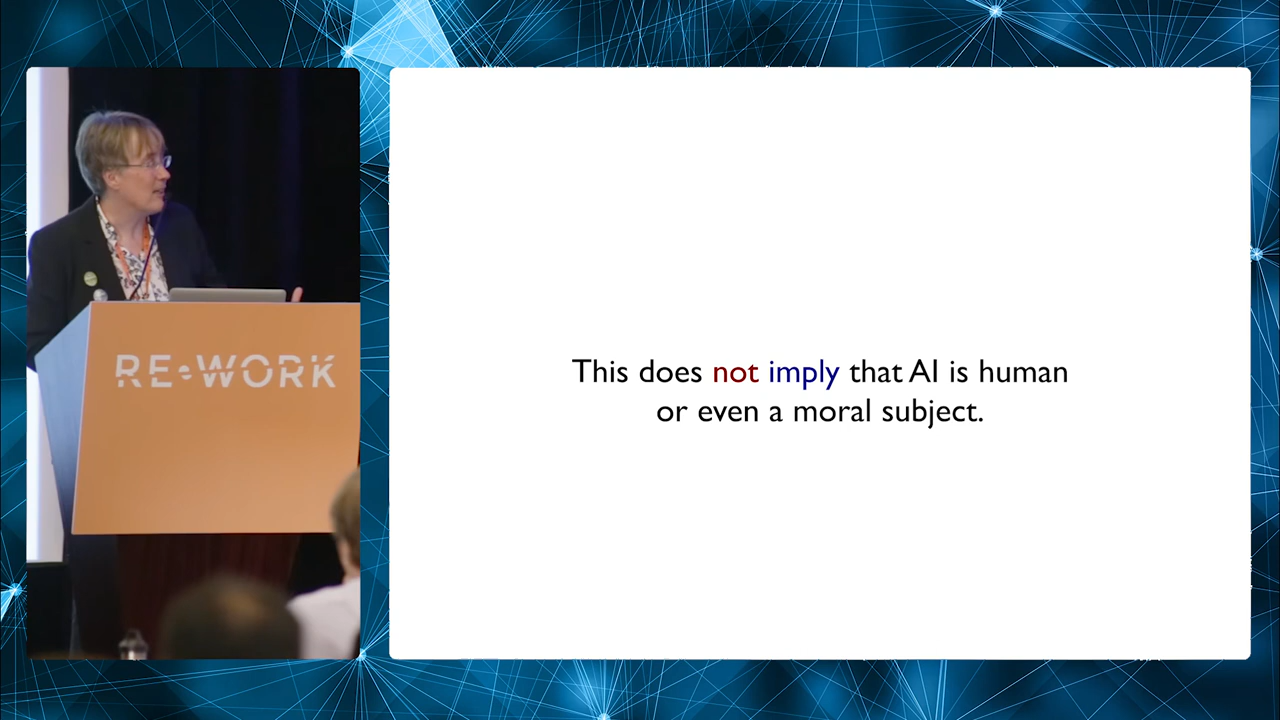 RE•WORK
This does not imply that AI is human
or even a moral subject.